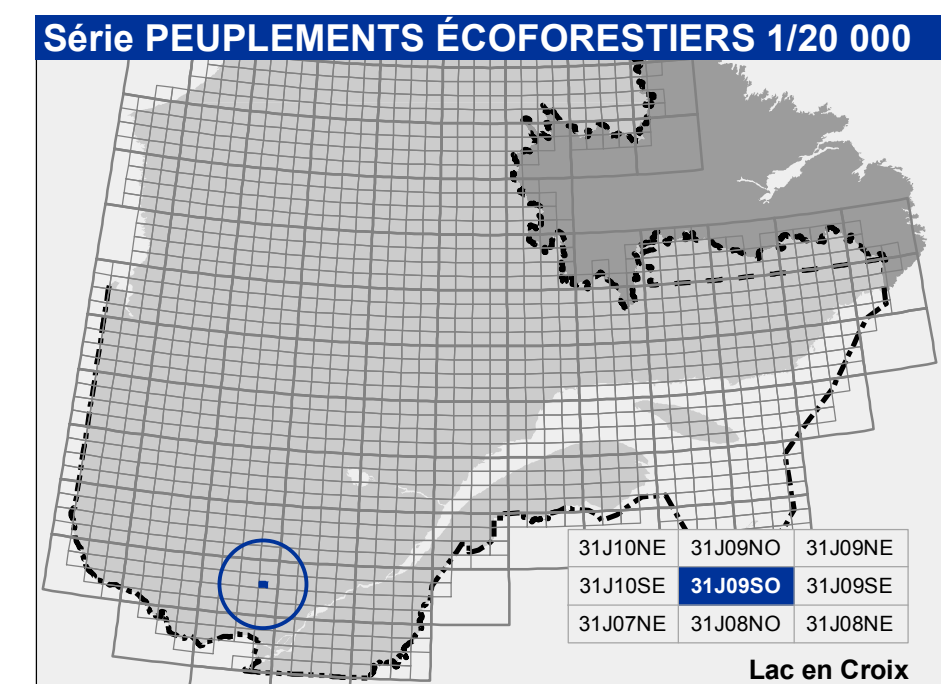 Série PEUPLEMENTS ÉCOFORESTIERS 1/20 000
31J10NE 31J09NO 31J09NE
31J10SE 31J09SO 31J09SE
31J07NE 31J08NO 31J08NE
Lac en Croix